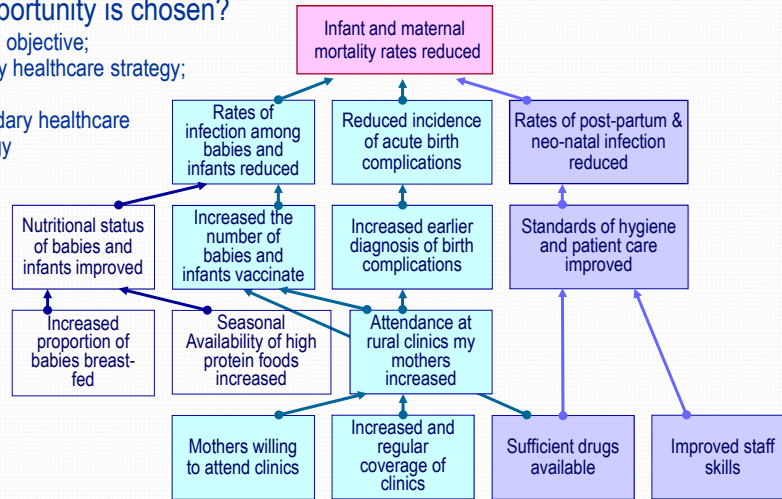 portunity is chosen?
objective;
y healthcare strategy;
dary healthcare
gy
Infant and maternal
mortality rates reduced
Rates of
infection among
babies and
infants reduced
Reduced incidence
of acute birth
complications
Rates of post-partum &
neo-natal infection
reduced
Nutritional status
of babies and
infants improved
Increased the
number of
babies and
infants vaccinate
Increased earlier
diagnosis of birth
complications
Standards of hygiene
and patient care
improved
Increased
proportion of
babies breast-
fed
Seasonal
Availability of high
protein foods
increased
Attendance at
rural clinics my
mothers
increased
Mothers willing
to attend clinics
Increased and
regular
coverage of
clinics
Sufficient drugs
available
Improved staff
skills